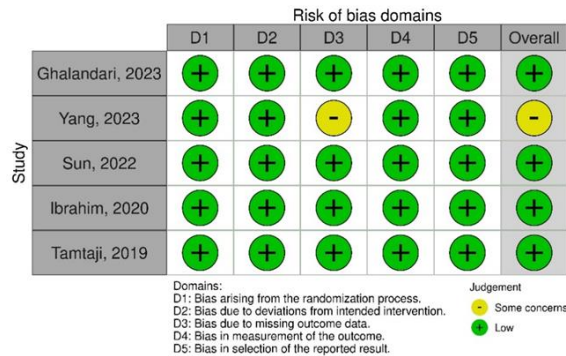 Risk of bias domains
D1 D2 D3 D4 D5 Overall
Ghalandari, 2023 + + + + + +
Yang, 2023 + + - + + -
Sun, 2022 + + + + + +
Ibrahim, 2020 + + + + + +
Tamtaji, 2019 + + + + + +
Study
Domains:
D1: Bias arising from the randomization process.
D2: Bias due to deviations from intended intervention.
D3: Bias due to missing outcome data.
D4: Bias in measurement of the outcome.
D5: Bias in selection of the reported result.
Judgement
- Some concerns
+ Low